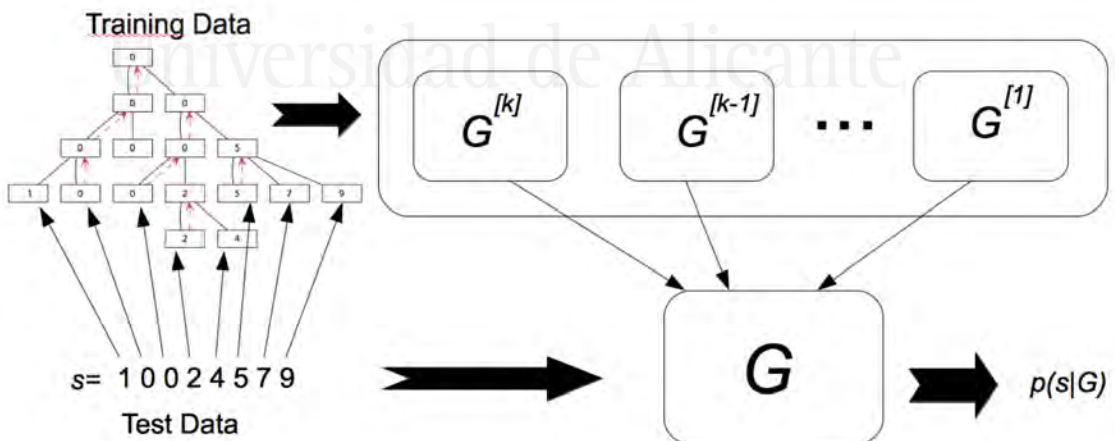 Universidad de Alicante
Training Data
0
0 0
0 0 0 5
1 0 0 2 5 7 9
2 4
G[k] G[k-1] ... G[1]
s= 1 0 0 2 4 5 7 9
Test Data
G
p(s|G)